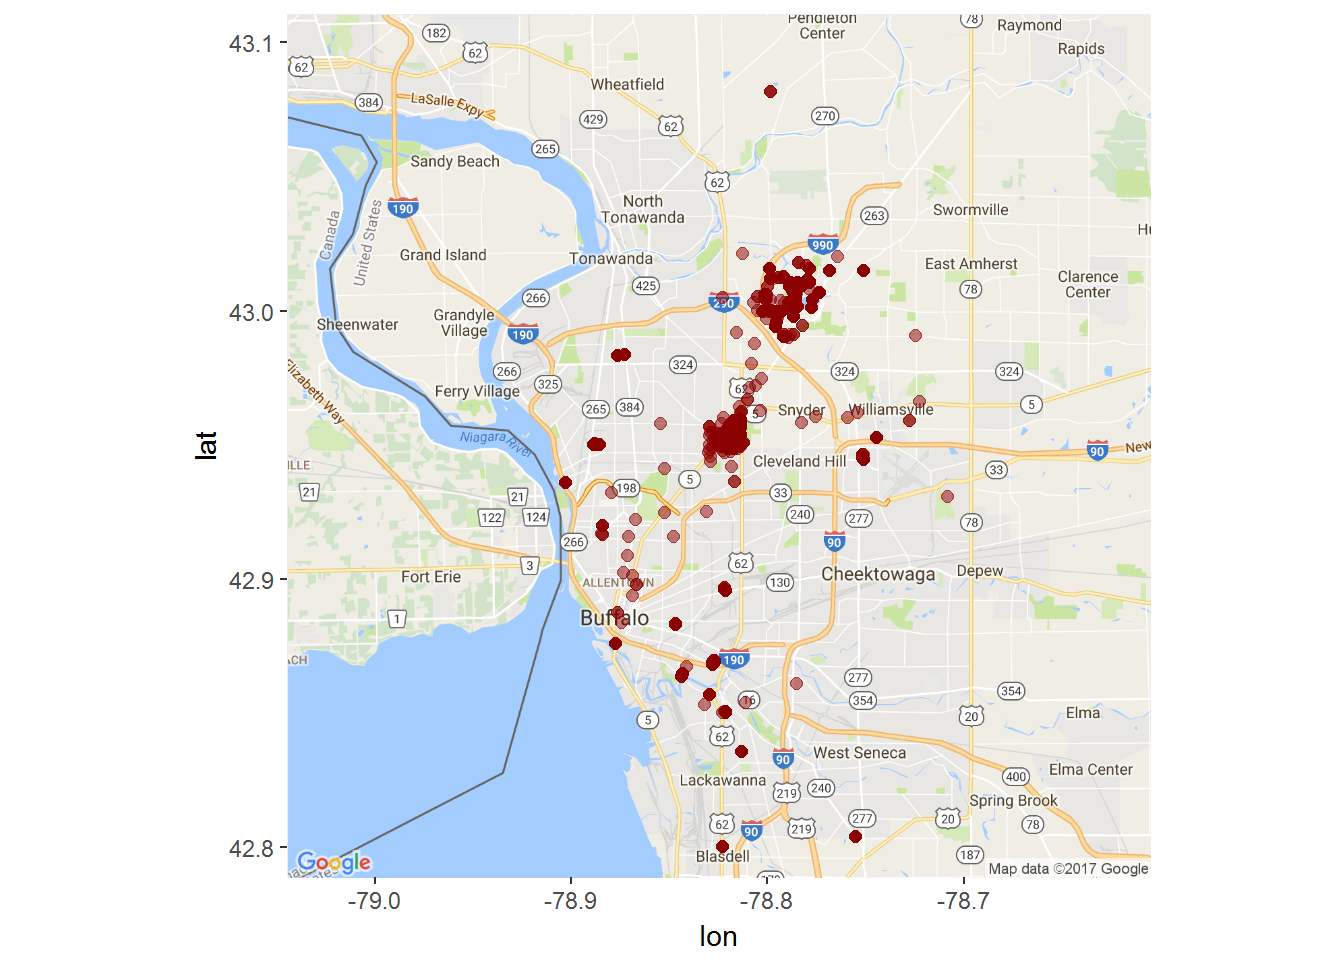 Pendleton
Center
78
Raymond
Rapids
43.1
182
62
62
Wheatfield
384
LaSalle Expy
429
62
270
265
Sandy Beach
62
190
North
Tonawanda
263
Swormville
Canada
United States
990
Grand Island
Tonawanda
East Amherst
Clarence
Center
425
78
266
290
43.0
Sheenwater
Grandyle
Village
190
266
324
324
324
Ferry Village
325
Elizabeth Way
265
384
62
5
Snyder
Williamsville
5
Niagara River
90
New
ILLE
Cleveland Hill
33
21
21
198
5
33
122
124
240
277
78
266
90
3
62
42.9
Fort Erie
ALLENTOWN
130
Cheektowaga
Depew
1
Buffalo
ACH
190
277
354
354
16
5
20
Elma
62
West Seneca
90
Lackawanna
Elma Center
400
219
240
Spring Brook
62
90
219
277
20
78
42.8
Blasdell
187
Google
Map data ©2017 Google
-79.0
-78.9
-78.8
-78.7
lon
lat